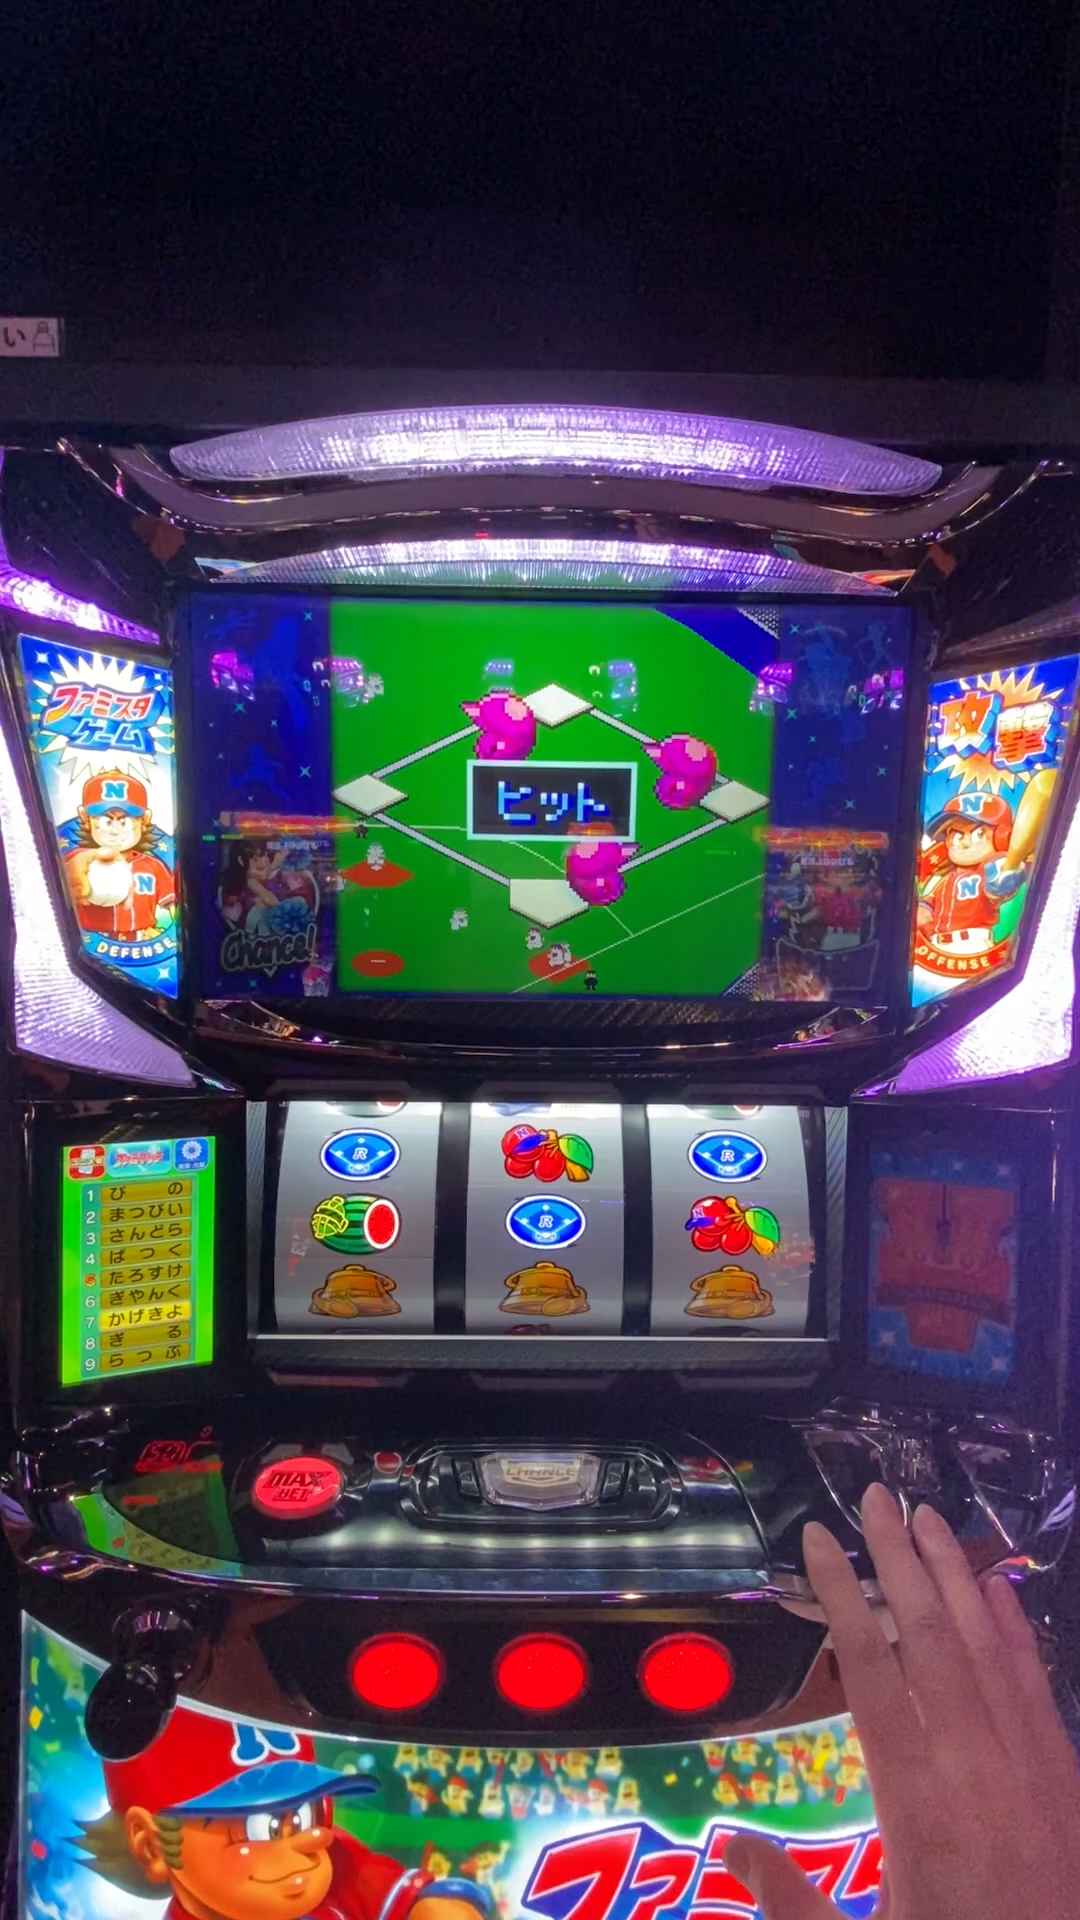 い
ファミスタ
ゲーム
N
N
DEFENSE
攻撃
N
N
OFFENSE
ヒット
Chance!
R
N
R
R
N
1 ぴの
2 まつびい
3 さんどら
4 ぱつく
5 たろすけ
6 ぎやんく
7 かげきよ
8 ぎる
9 らつぷ
MAX
BET
CHANCE
N
ファミスタ